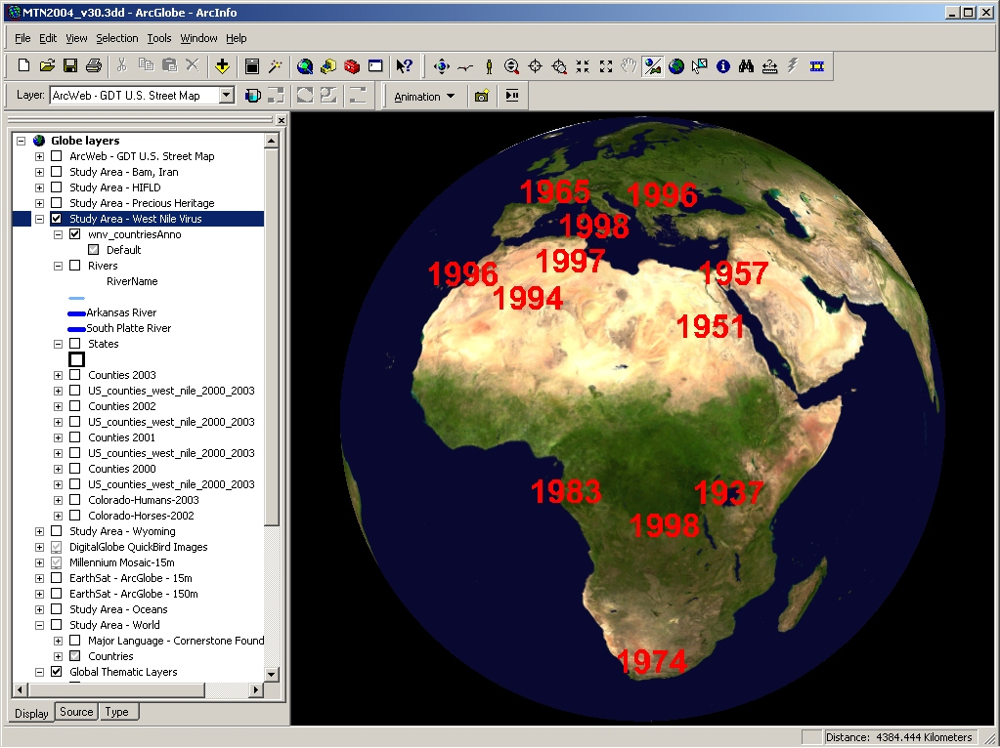 MTN2004_v30.3dd - ArcGlobe - ArcInfo
File Edit View Selection Tools Window Help
Layer: ArcWeb - GDT U.S. Street Map Animation
Globe layers
ArcWeb - GDT U.S. Street Map
Study Area - Bam, Iran
Study Area - HIFLD
Study Area - Precious Heritage
Study Area - West Nile Virus
wnv_countriesAnno
Default
Rivers
RiverName
Arkansas River
South Platte River
States
Counties 2003
US_counties_west_nile_2000_2003
Counties 2002
US_counties_west_nile_2000_2003
Counties 2001
US_counties_west_nile_2000_2003
Counties 2000
US_counties_west_nile_2000_2003
Colorado-Humans-2003
Colorado-Horses-2002
Study Area - Wyoming
DigitalGlobe QuickBird Images
Millennium Mosaic-15m
EarthSat - ArcGlobe - 15m
EarthSat - ArcGlobe - 150m
Study Area - Oceans
Study Area - World
Major Language - Cornerstone Found
Countries
Global Thematic Layers
Display Source Type
1965
1996
1998
1997
1996
1957
1994
1951
1983
1937
1998
1974
Distance: 4384.444 Kilometers